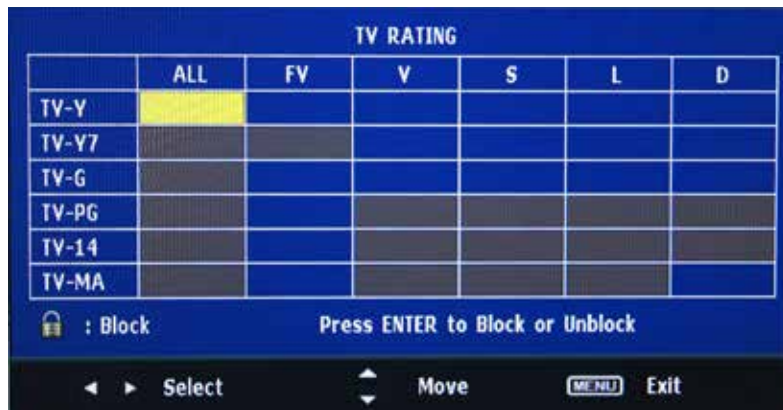 TV RATING
ALL FV V S L D
TV-Y
TV-Y7
TV-G
TV-PG
TV-14
TV-MA
: Block Press ENTER to Block or Unblock
Select Move MENU Exit